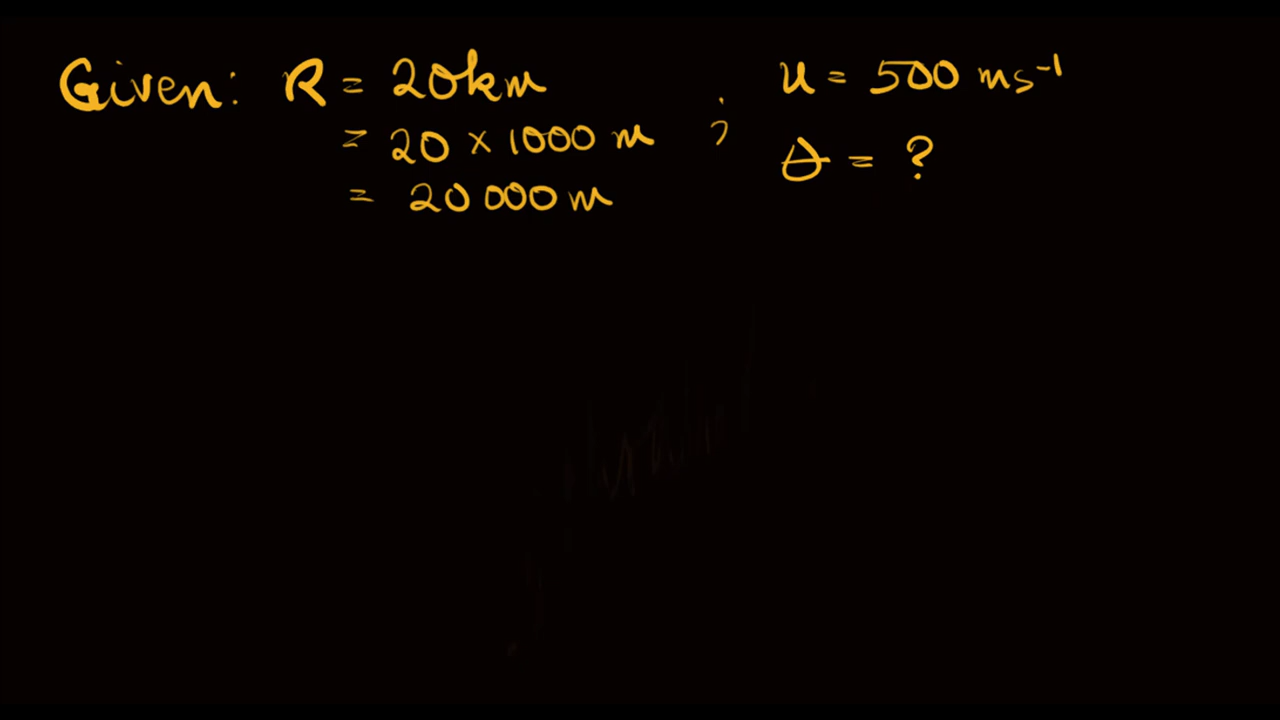 Given: R = 20km
= 20 × 1000 m ;
= 20 000 m
u = 500 ms⁻¹
θ = ?